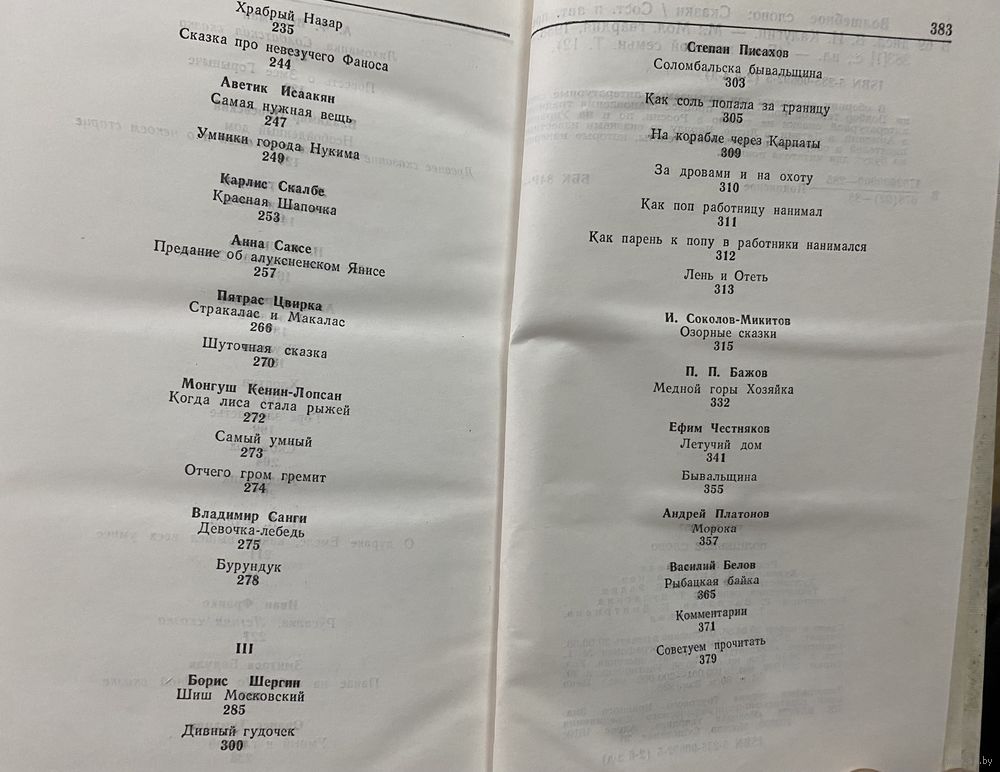 Храбрый Назар
235
Сказка про невезучего Фаноса
244
Аветик Исаакян
Самая нужная вещь
247
Умники города Нукима
249
Карлис Скалбе
Красная Шапочка
253
Анна Саксе
Предание об алуксненском Янисе
257
Пятрас Цвирка
Стракалас и Макалас
266
Шуточная сказка
270
Монгуш Кенин-Лопсан
Когда лиса стала рыжей
272
Самый умный
273
Отчего гром гремит
274
Владимир Санги
Девочка-лебедь
275
Бурундук
278
III
Борис Шергин
Шиш Московский
285
Дивный гудочек
300
383
Степан Писахов
Соломбальска бывальщина
303
Как соль попала за границу
305
На корабле через Карпаты
309
За дровами и на охоту
310
Как поп работницу нанимал
311
Как парень к попу в работники нанимался
312
Лень и Отеть
313
И. Соколов-Микитов
Озорные сказки
315
П. П. Бажов
Медной горы Хозяйка
332
Ефим Честняков
Летучий дом
341
Бывальщина
355
Андрей Платонов
Морока
357
Василий Белов
Рыбацкая байка
365
Комментарии
371
Советуем прочитать
379